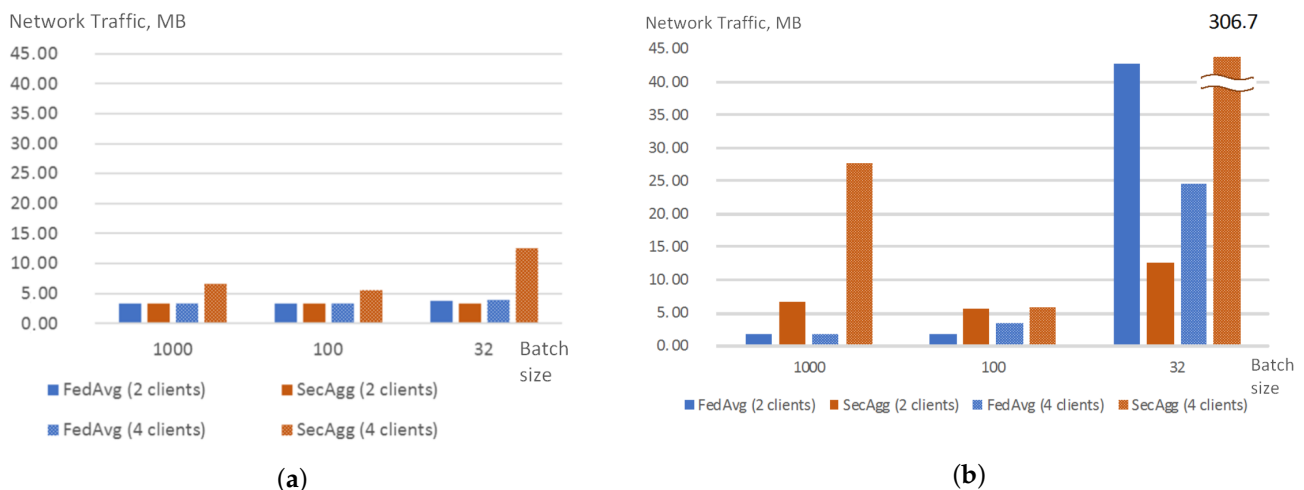 Network Traffic, MB
45.00
40.00
35.00
30.00
25.00
20.00
15.00
10.00
5.00
0.00
1000 100 32 Batch size
FedAvg (2 clients) SecAgg (2 clients)
FedAvg (4 clients) SecAgg (4 clients)
(a)
Network Traffic, MB 306.7
45.00
40.00
35.00
30.00
25.00
20.00
15.00
10.00
5.00
0.00
1000 100 32 Batch size
FedAvg (2 clients) SecAgg (2 clients) FedAvg (4 clients) SecAgg (4 clients)
(b)